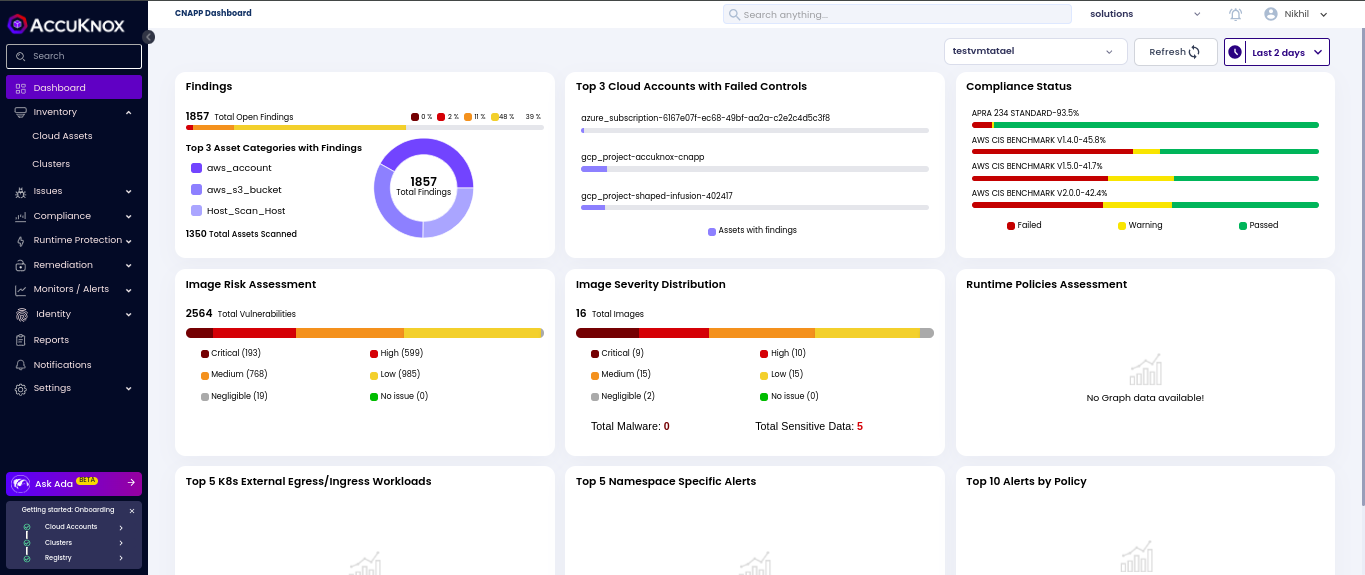 ACCUKNOX
Search
Dashboard
Inventory
Cloud Assets
Clusters
Issues
Compliance
Runtime Protection
Remediation
Monitors / Alerts
Identity
Reports
Notifications
Settings
Ask Ada BETA
Getting started: Onboarding
Cloud Accounts
Clusters
Registry
CNAPP Dashboard
Search anything...
solutions
Nikhil
testvmtatael
Refresh
Last 2 days
Findings
1857 Total Open Findings
0 % 2 % 11 % 48 % 39 %
Top 3 Asset Categories with Findings
aws_account
aws_s3_bucket
Host_Scan_Host
1350 Total Assets Scanned
1857
Total Findings
Top 3 Cloud Accounts with Failed Controls
azure_subscription-6167e07f-ec68-49bf-aa2a-c2e2c4d5c3f8
gcp_project-accuknox-cnapp
gcp_project-shaped-infusion-402417
Assets with findings
Compliance Status
APRA 234 STANDARD-93.5%
AWS CIS BENCHMARK V1.4.0-45.8%
AWS CIS BENCHMARK V1.5.0-41.7%
AWS CIS BENCHMARK V2.0.0-42.4%
Failed Warning Passed
Image Risk Assessment
2564 Total Vulnerabilities
Critical (193) High (599)
Medium (768) Low (985)
Negligible (19) No issue (0)
Image Severity Distribution
16 Total Images
Critical (9) High (10)
Medium (15) Low (15)
Negligible (2) No issue (0)
Total Malware: 0 Total Sensitive Data: 5
Runtime Policies Assessment
No Graph data available!
Top 5 K8s External Egress/Ingress Workloads
Top 5 Namespace Specific Alerts
Top 10 Alerts by Policy